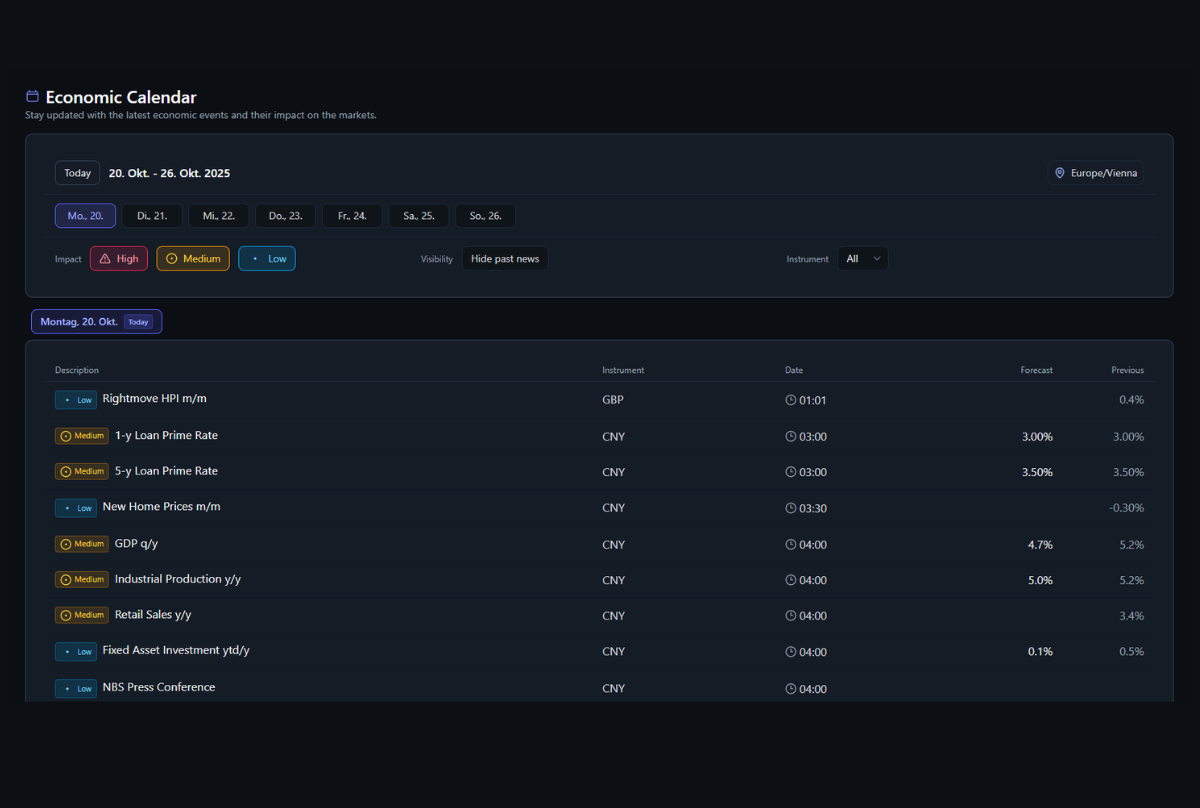 Economic Calendar
Stay updated with the latest economic events and their impact on the markets.
Today 20. Okt. - 26. Okt. 2025 Europe/Vienna
Mo., 20. Di., 21. Mi., 22. Do., 23. Fr., 24. Sa., 25. So., 26.
Impact High Medium Low Visibility Hide past news Instrument All
Montag, 20. Okt. Today
Description Instrument Date Forecast Previous
Low Rightmove HPI m/m GBP 01:01 0.4%
Medium 1-y Loan Prime Rate CNY 03:00 3.00% 3.00%
Medium 5-y Loan Prime Rate CNY 03:00 3.50% 3.50%
Low New Home Prices m/m CNY 03:30 -0.30%
Medium GDP q/y CNY 04:00 4.7% 5.2%
Medium Industrial Production y/y CNY 04:00 5.0% 5.2%
Medium Retail Sales y/y CNY 04:00 3.4%
Low Fixed Asset Investment ytd/y CNY 04:00 0.1% 0.5%
Low NBS Press Conference CNY 04:00